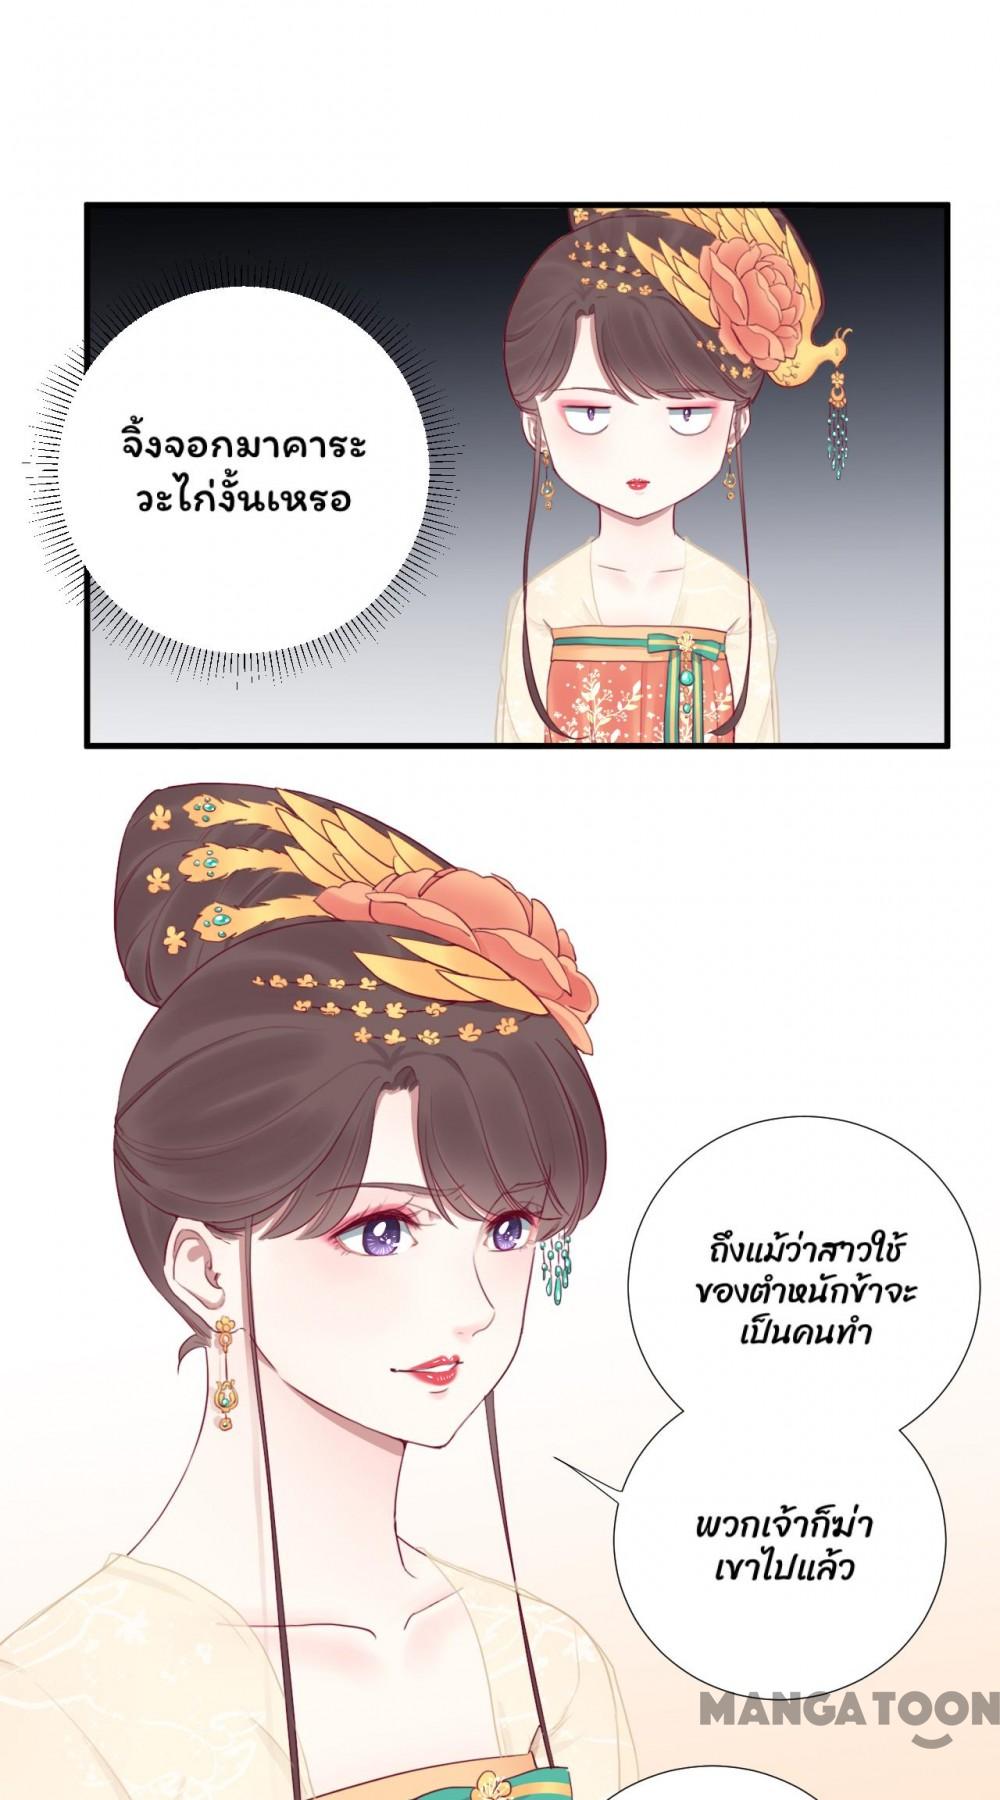 จิ้งจอกมาคาระ
วะไก่งั้นเหรอ
ถึงแม้ว่าสาวใช้
ของตำหนักข้าจะ
เป็นคนทำ
พวกเจ้าก็ฆ่า
เขาไปแล้ว
MANGATOON